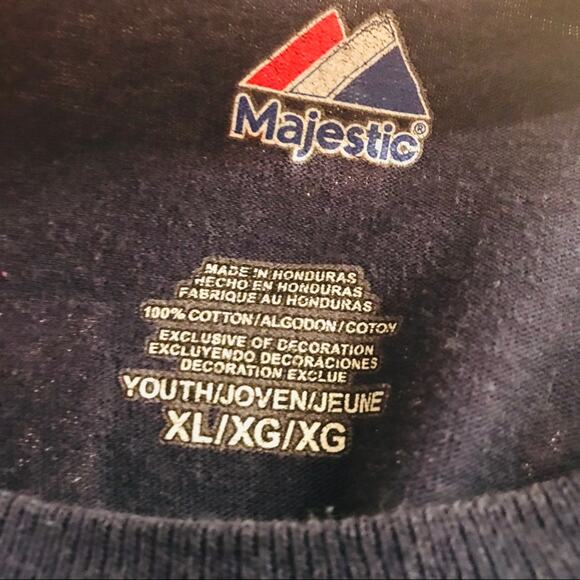 Majestic®
MADE IN HONDURAS
HECHO EN HONDURAS
FABRIQUE AU HONDURAS
100% COTTON/ALGODON/COTON
EXCLUSIVE OF DECORATION
EXCLUYENDO DECORACIONES
DECORATION EXCLUE
YOUTH/JOVEN/JEUNE
XL/XG/XG